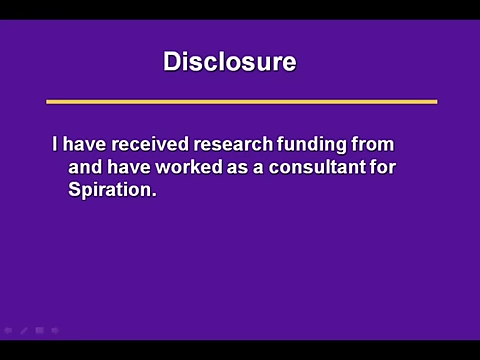 Disclosure
I have received research funding from
and have worked as a consultant for
Spiration.